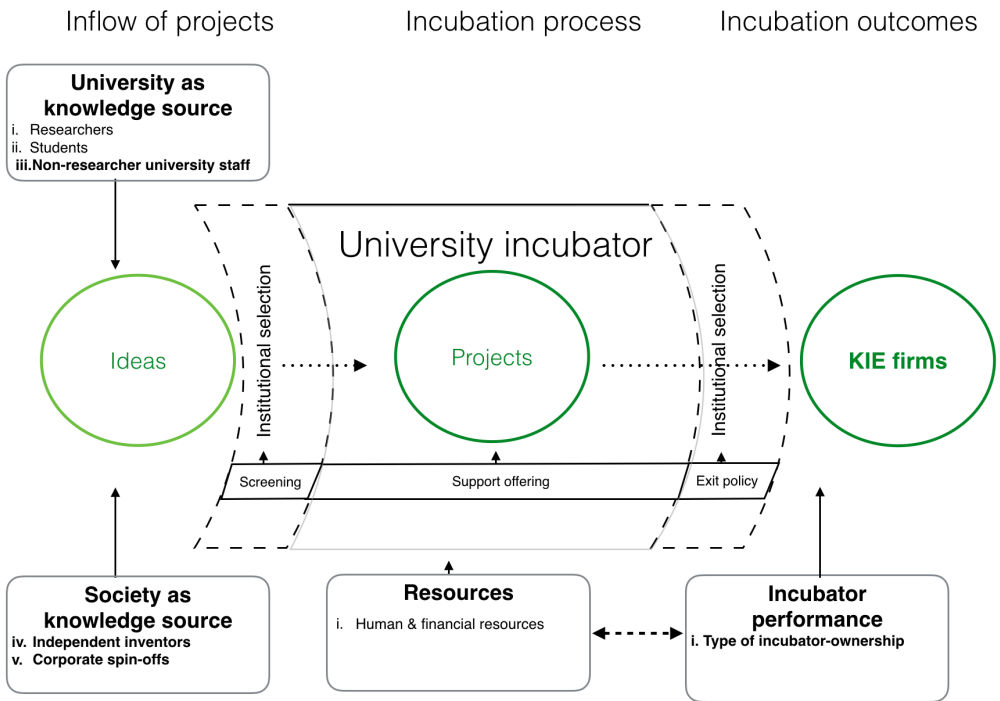 Inflow of projects
Incubation process
Incubation outcomes
University as
knowledge source
i. Researchers
ii. Students
iii.Non-researcher university staff
University incubator
Ideas
Institutional selection
Projects
Institutional selection
KIE firms
Screening
Support offering
Exit policy
Society as
knowledge source
iv. Independent inventors
v. Corporate spin-offs
Resources
i. Human & financial resources
Incubator
performance
i. Type of incubator-ownership